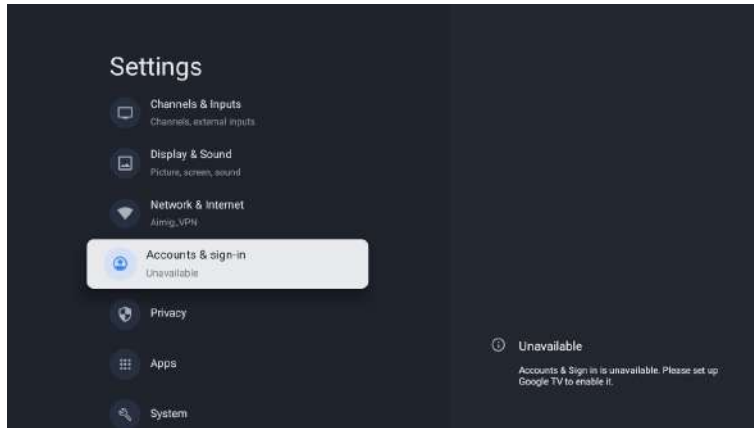 Settings
Channels & Inputs
Channels, external inputs
Display & Sound
Picture, screen, sound
Network & Internet
Aimig_VPN
Accounts & sign-in
Unavailable
Privacy
Apps
System
Unavailable
Accounts & Sign in is unavailable. Please set up
Google TV to enable it.